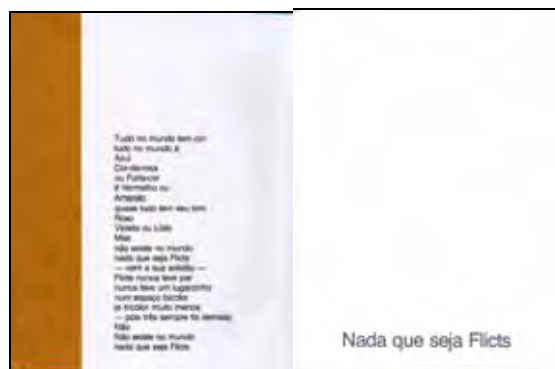 Tudo no mundo tem cor
tudo no mundo é
Azul
Cor-de-rosa
ou Furta-cor
é Vermelho ou
Amarelo
quase tudo tem seu tom
Roxo
Violeta ou Lilás
Mas
não existe no mundo
nada que seja Flicts
— nem a sua solidão —
Flicts nunca teve par
nunca teve um lugarzinho
num espaço bicolor
(e tricolor muito menos
— pois três sempre foi demais)
Não
Não existe no mundo
nada que seja Flicts
Nada que seja Flicts